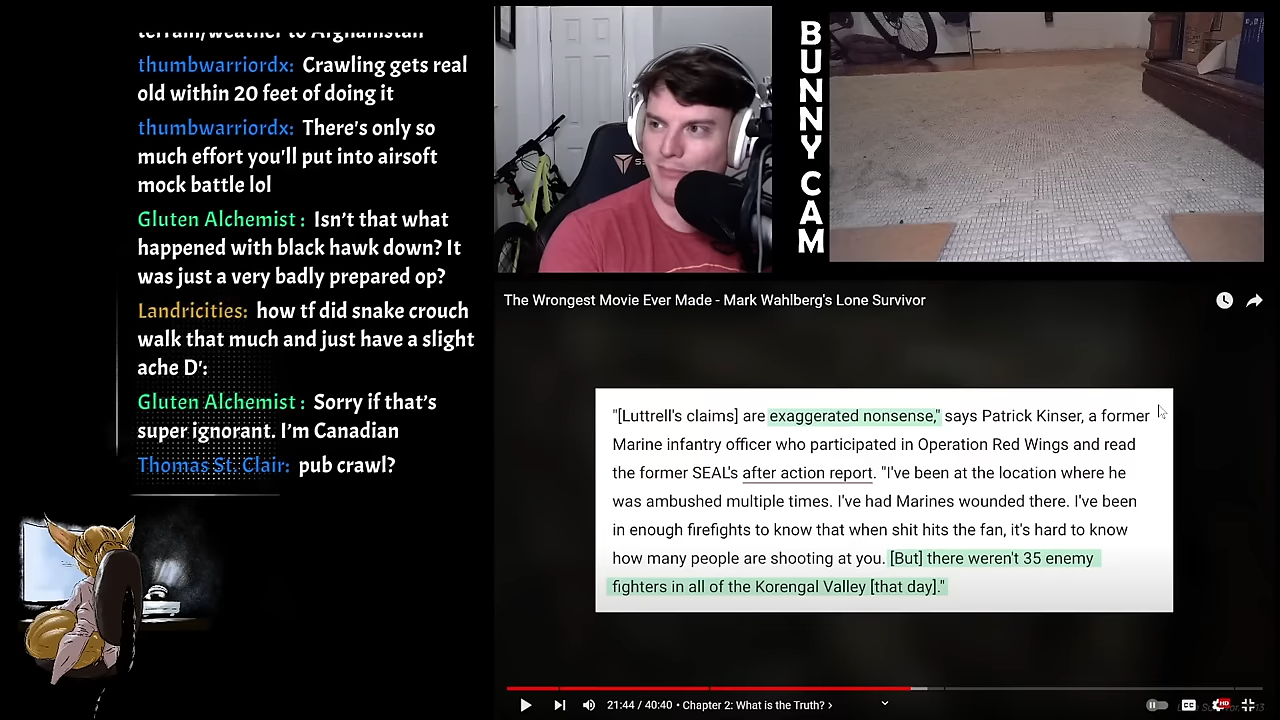 terrain/weather to Afghanistan
thumbwarriordx: Crawling gets real
old within 20 feet of doing it
thumbwarriordx: There's only so
much effort you'll put into airsoft
mock battle lol
Gluten Alchemist : Isn't that what
happened with black hawk down? It
was just a very badly prepared op?
Landricities: how tf did snake crouch
walk that much and just have a slight
ache D':
Gluten Alchemist : Sorry if that's
super ignorant. I'm Canadian
Thomas St. Clair: pub crawl?
BUNNY CAM
The Wrongest Movie Ever Made - Mark Wahlberg's Lone Survivor
"[Luttrell's claims] are exaggerated nonsense," says Patrick Kinser, a former
Marine infantry officer who participated in Operation Red Wings and read
the former SEAL's after action report. "I've been at the location where he
was ambushed multiple times. I've had Marines wounded there. I've been
in enough firefights to know that when shit hits the fan, it's hard to know
how many people are shooting at you. [But] there weren't 35 enemy
fighters in all of the Korengal Valley [that day]."
21:44 / 40:40 • Chapter 2: What is the Truth? ›
CC
HD